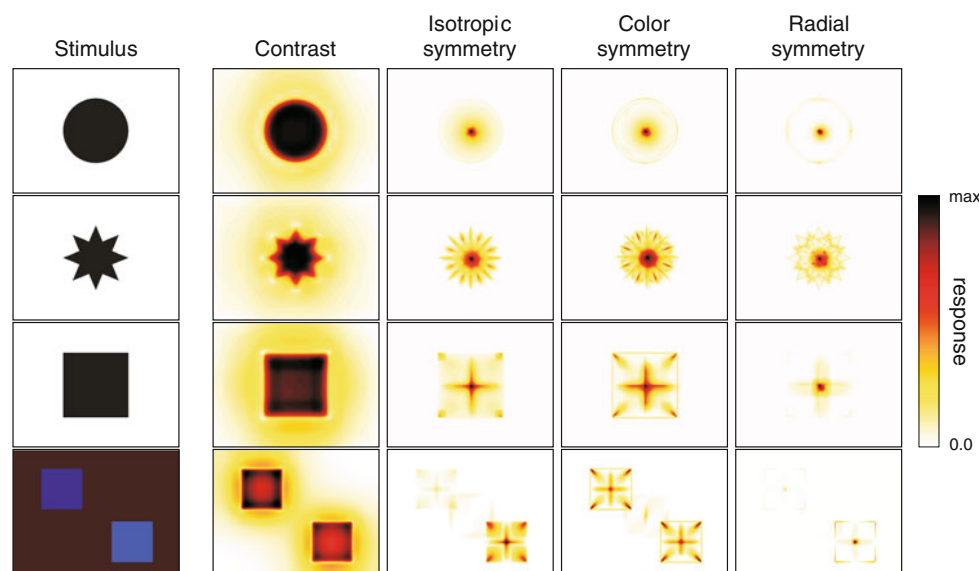 Stimulus
Contrast
Isotropic
symmetry
Color
symmetry
Radial
symmetry
max
response
0.0